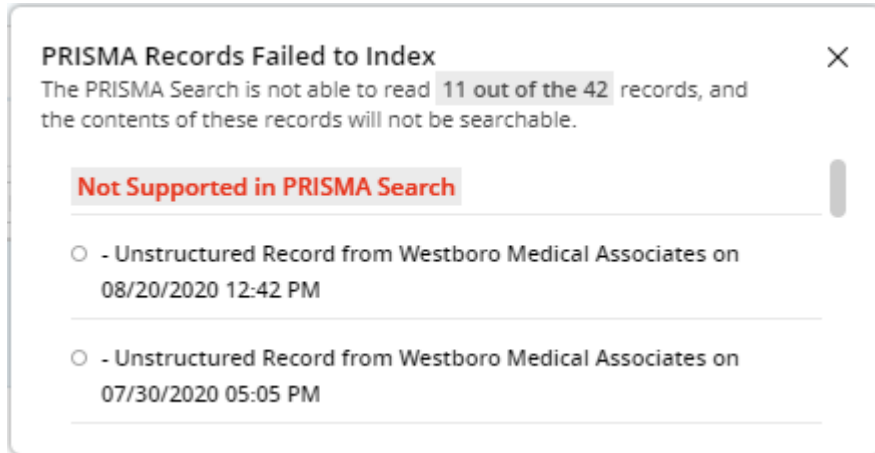 PRISMA Records Failed to Index
The PRISMA Search is not able to read 11 out of the 42 records, and
the contents of these records will not be searchable.
Not Supported in PRISMA Search
- Unstructured Record from Westboro Medical Associates on
08/20/2020 12:42 PM
- Unstructured Record from Westboro Medical Associates on
07/30/2020 05:05 PM